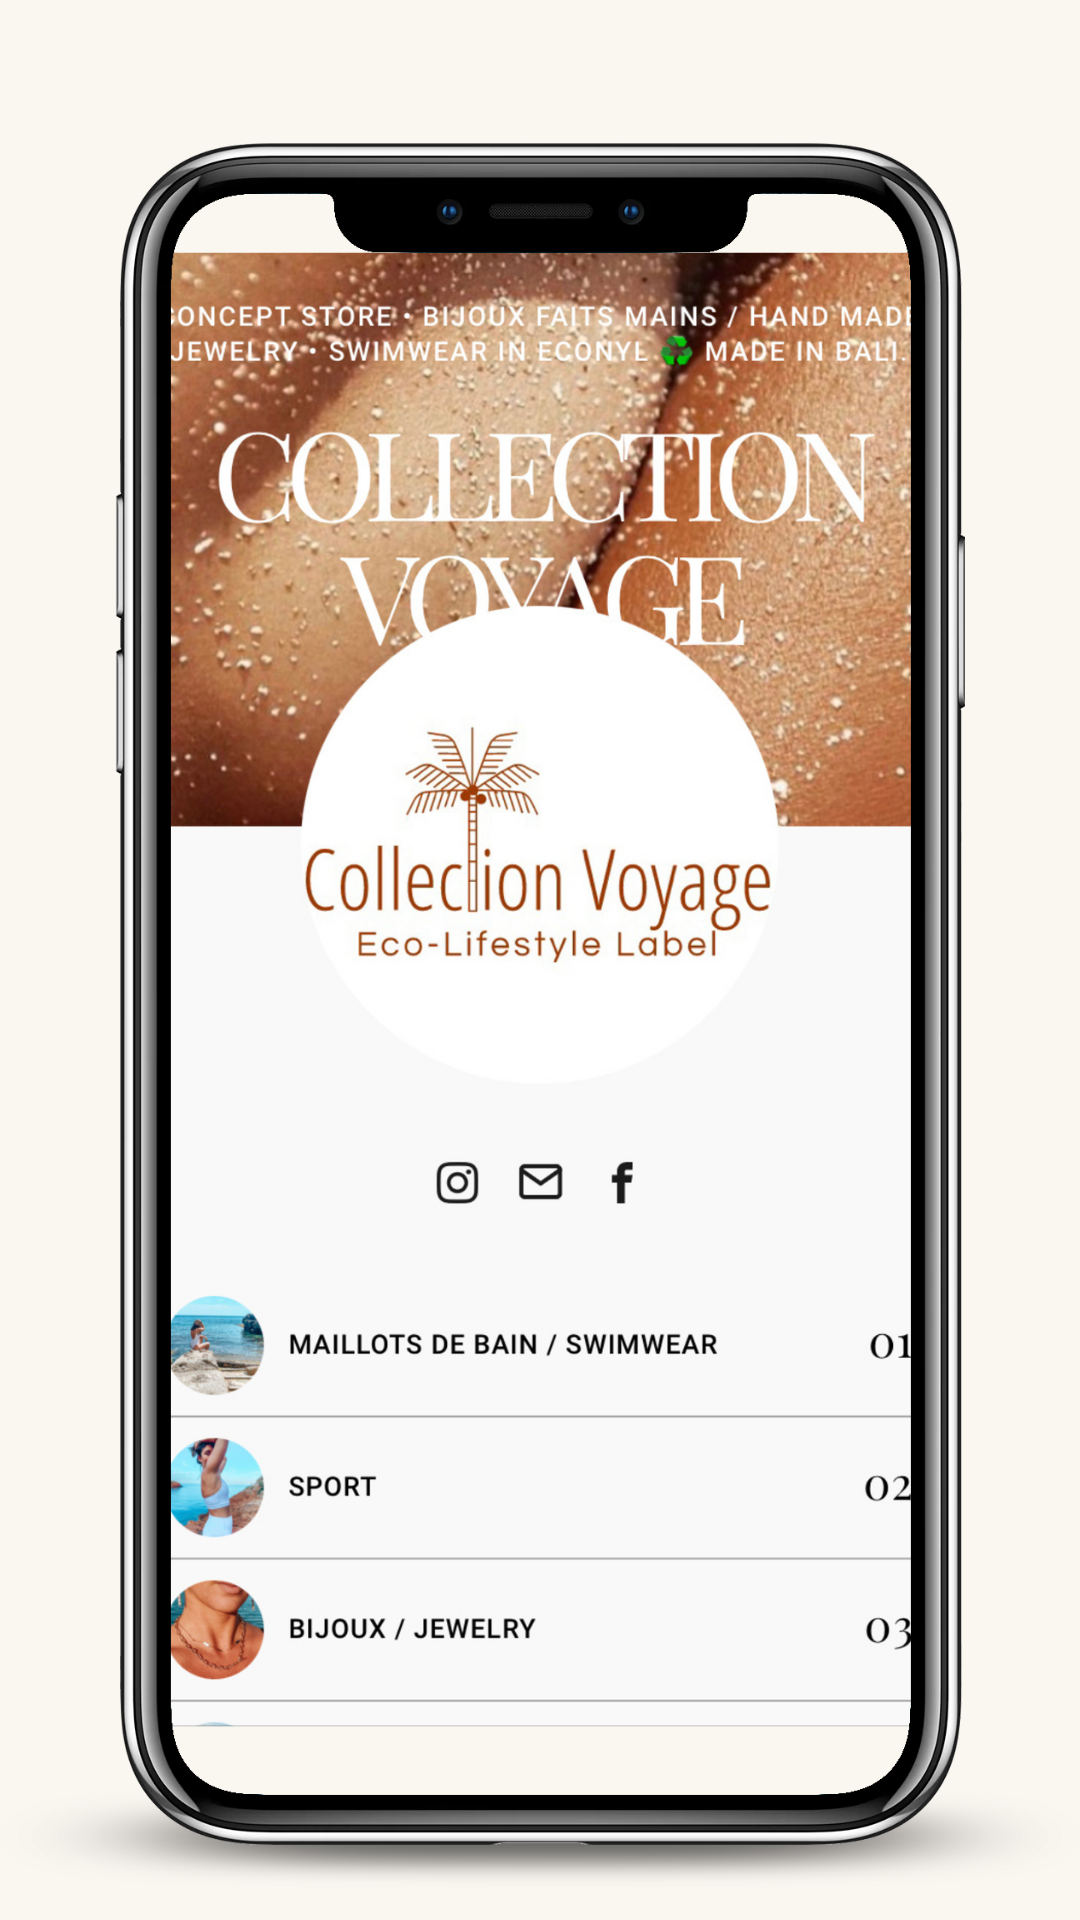 CONCEPT STORE • BIJOUX FAITS MAINS / HAND MADE
JEWELRY • SWIMWEAR IN ECONYL ♻️ MADE IN BALI.
COLLECTION
VOYAGE
Collection Voyage
Eco-Lifestyle Label
MAILLOTS DE BAIN / SWIMWEAR 01
SPORT 02
BIJOUX / JEWELRY 03